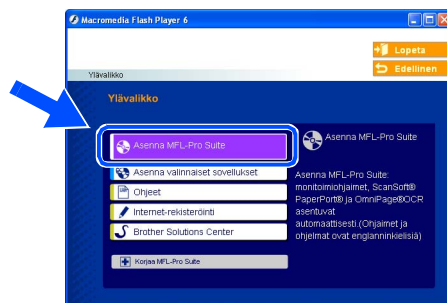 Macromedia Flash Player 6
Lopeta
Edellinen
Ylävalikko
Ylävalikko
Asenna MFL-Pro Suite
Asenna valinnaiset sovellukset
Ohjeet
Internet-rekisteröinti
Brother Solutions Center
Korjaa MFL-Pro Suite
Asenna MFL-Pro Suite
Asenna MFL-Pro Suite:
monitoimiohjaimet, ScanSoft®
PaperPort® ja OmniPage®OCR
asentuvat
automaattisesti.(Ohjaimet ja
ohjelmat ovat englanninkielisiä)